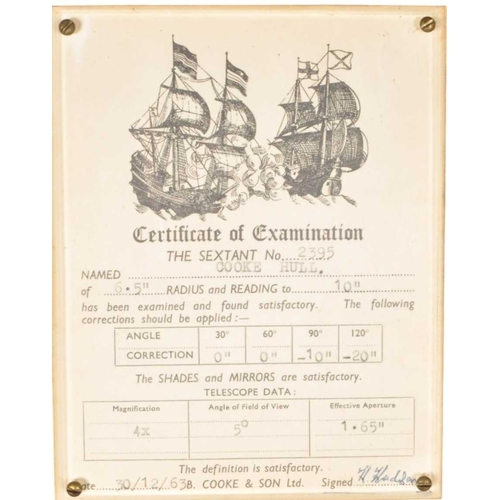 Certificate of Examination
THE SEXTANT No. 2395
NAMED COOKE HULL.
of 6.5" RADIUS and READING to 10"
has been examined and found satisfactory. The following
corrections should be applied :—
ANGLE 30° 60° 90° 120°
CORRECTION 0" 0" -10" -20"
The SHADES and MIRRORS are satisfactory.
TELESCOPE DATA :
Magnification Angle of Field of View Effective Aperture
4x 5° 1.65"
The definition is satisfactory.
Date 30/12/63 B. COOKE & SON Ltd. Signed H.